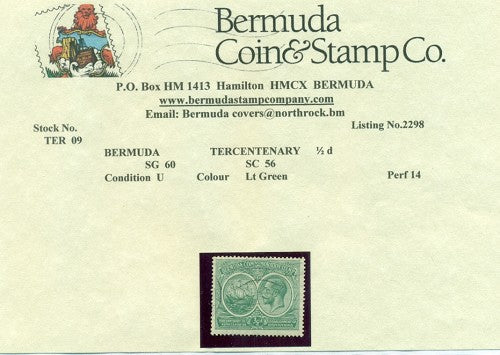 Bermuda
Coin&Stamp Co.
P.O. Box HM 1413 Hamilton HMCX BERMUDA
www.bermudastampcompany.com
Email: Bermuda covers@northrock.bm
Stock No. Listing No.2298
TER 09
BERMUDA TERCENTENARY ½ d
SG 60 SC 56
Condition U Colour Lt Green Perf 14